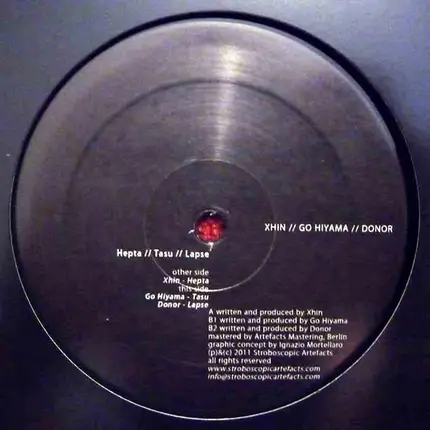 XHIN // GO HIYAMA // DONOR
Hepta // Tasu // Lapse
other side
Xhin - Hepta
this side
Go Hiyama - Tasu
Donor - Lapse
A written and produced by Xhin
B1 written and produced by Go Hiyama
B2 written and produced by Donor
mastered by Artefacts Mastering, Berlin
graphic concept by Ignazio Mortellaro
(p)&(c) 2011 Stroboscopic Artefacts
all rights reserved
www.stroboscopicartefacts.com
info@stroboscopicartefacts.com